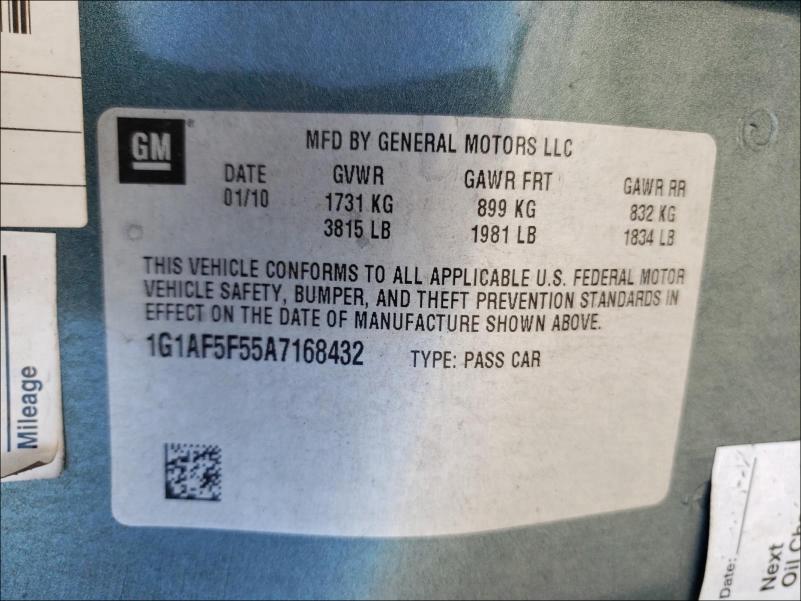 GM
MFD BY GENERAL MOTORS LLC
DATE GVWR GAWR FRT GAWR RR
01/10 1731 KG 899 KG 832 KG
3815 LB 1981 LB 1834 LB
THIS VEHICLE CONFORMS TO ALL APPLICABLE U.S. FEDERAL MOTOR
VEHICLE SAFETY, BUMPER, AND THEFT PREVENTION STANDARDS IN
EFFECT ON THE DATE OF MANUFACTURE SHOWN ABOVE.
1G1AF5F55A7168432 TYPE: PASS CAR
Mileage
Date:
Next
Oil